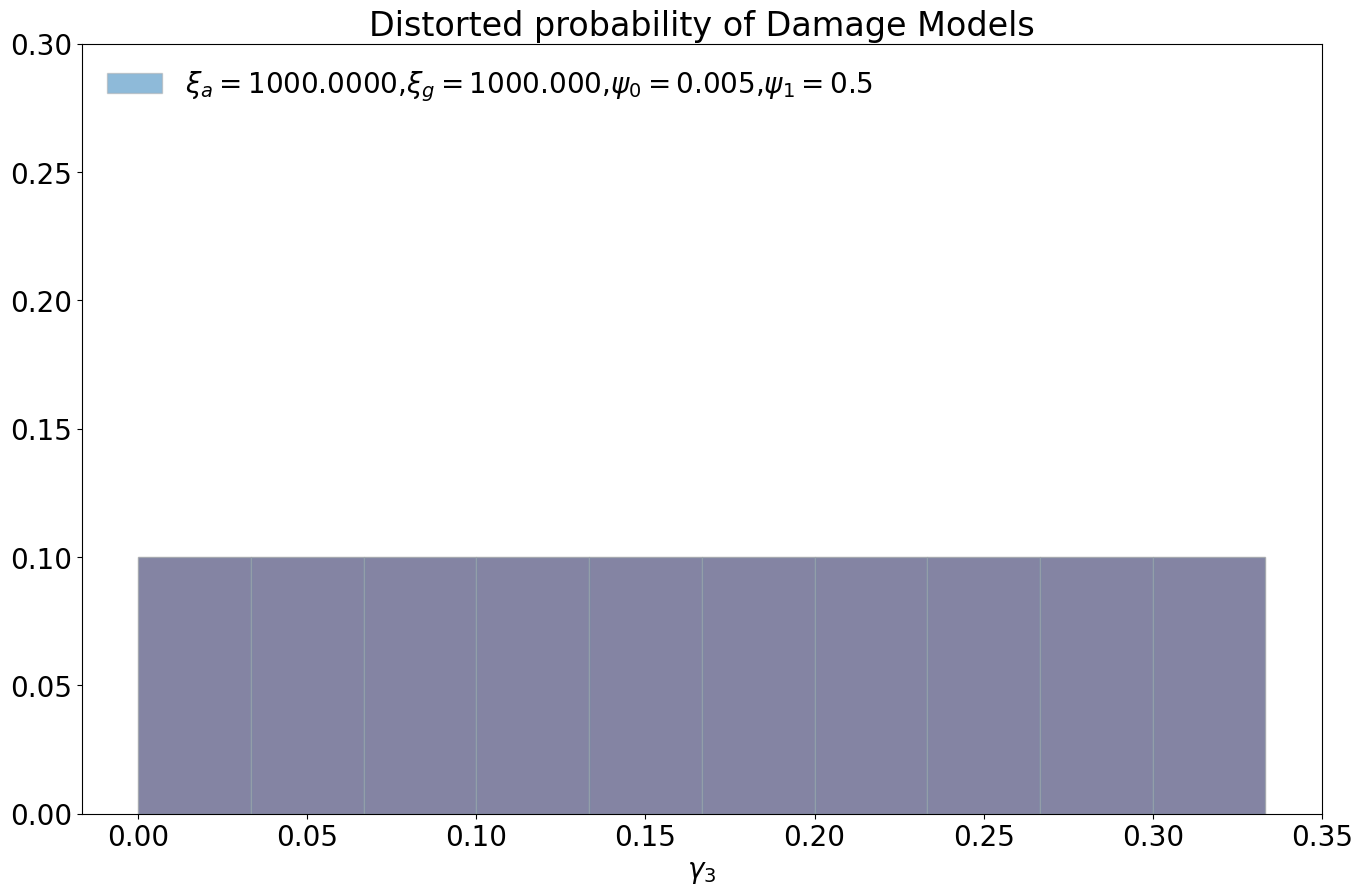 Distorted probability of Damage Models
ξₐ = 1000.0000,ξ_g = 1000.000,ψ₀ = 0.005,ψ₁ = 0.5
0.30
0.25
0.20
0.15
0.10
0.05
0.00
0.00 0.05 0.10 0.15 0.20 0.25 0.30 0.35
γ₃